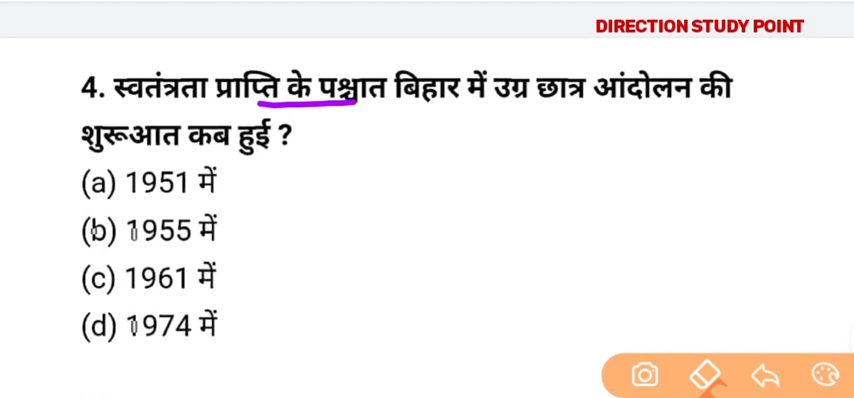 DIRECTION STUDY POINT
4. स्वतंत्रता प्राप्ति के पश्चात बिहार में उग्र छात्र आंदोलन की
शुरूआत कब हुई ?
(a) 1951 में
(b) 1955 में
(c) 1961 में
(d) 1974 में